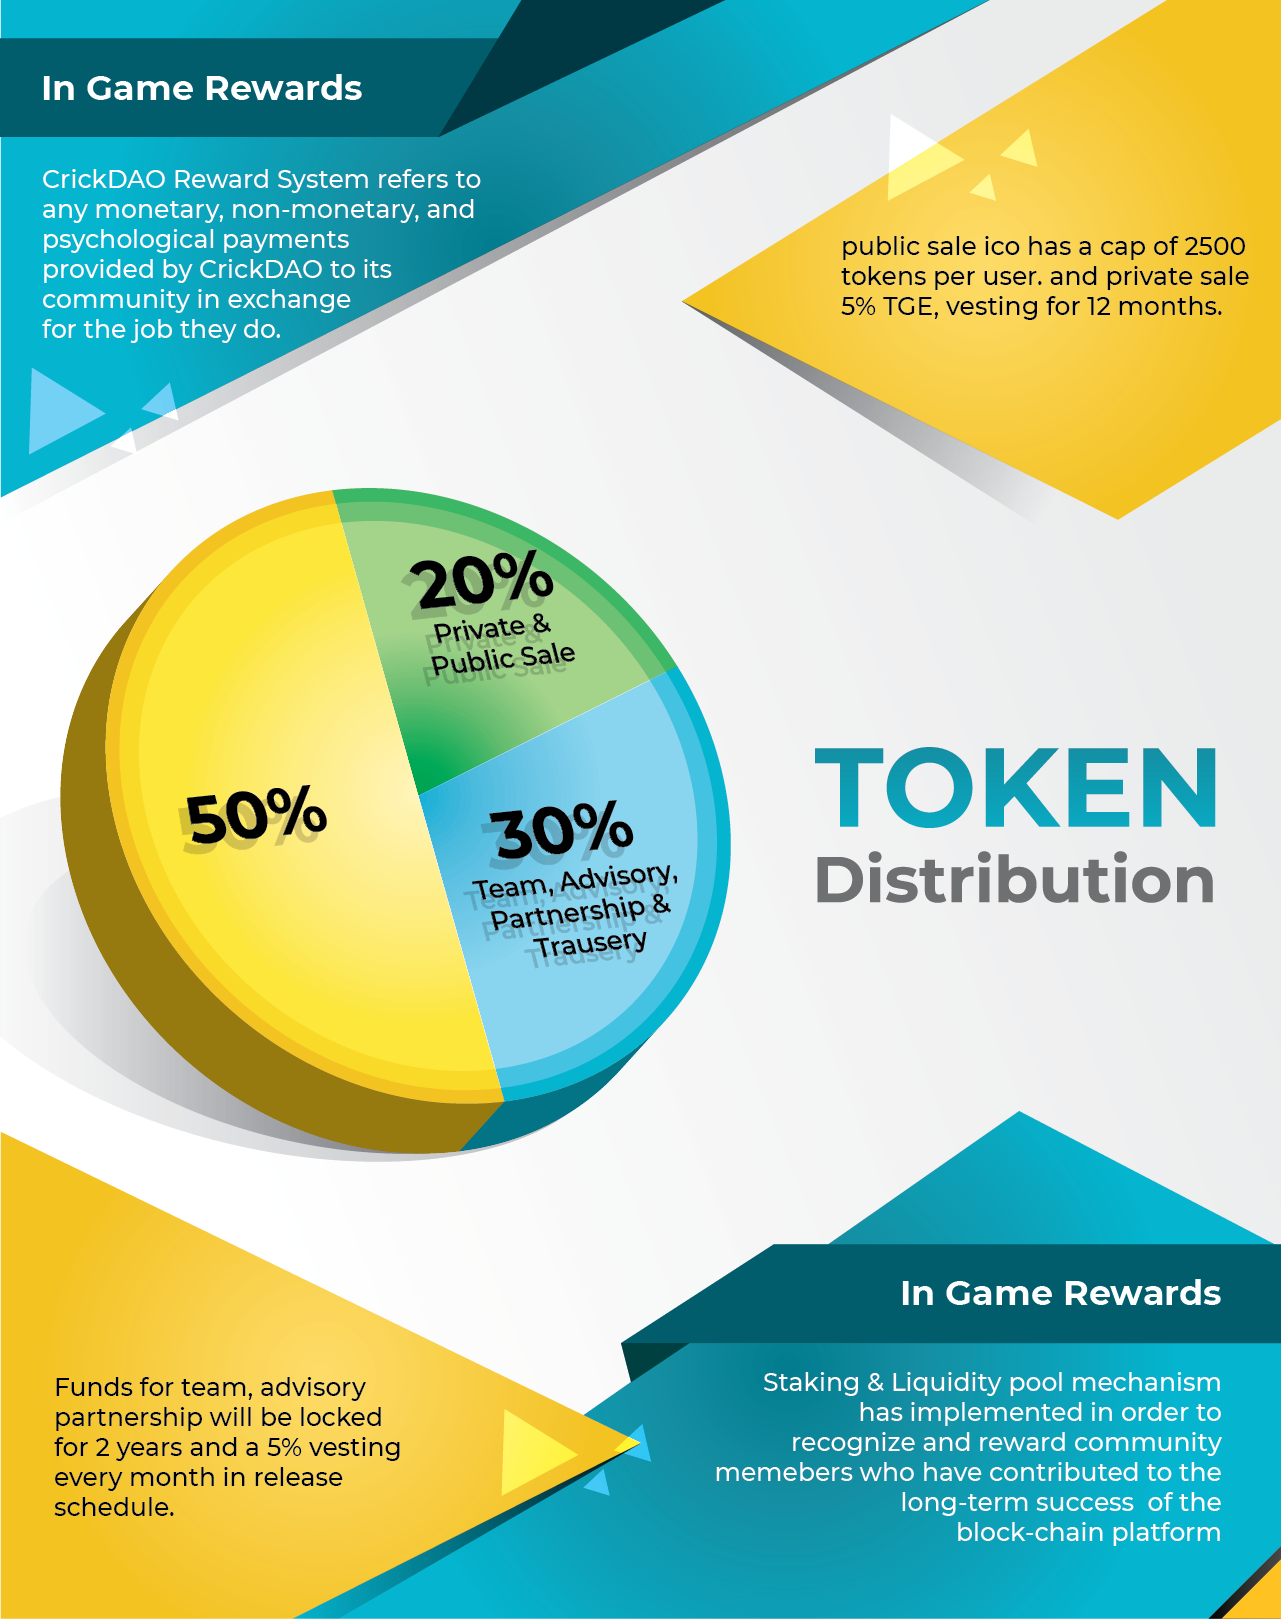 In Game Rewards
CrickDAO Reward System refers to
any monetary, non-monetary, and
psychological payments
provided by CrickDAO to its
community in exchange
for the job they do.
public sale ico has a cap of 2500
tokens per user. and private sale
5% TGE, vesting for 12 months.
20%
Private &
Public Sale
50%
30%
Team, Advisory,
Partnership &
Trausery
TOKEN
Distribution
Funds for team, advisory
partnership will be locked
for 2 years and a 5% vesting
every month in release
schedule.
In Game Rewards
Staking & Liquidity pool mechanism
has implemented in order to
recognize and reward community
memebers who have contributed to the
long-term success of the
block-chain platform